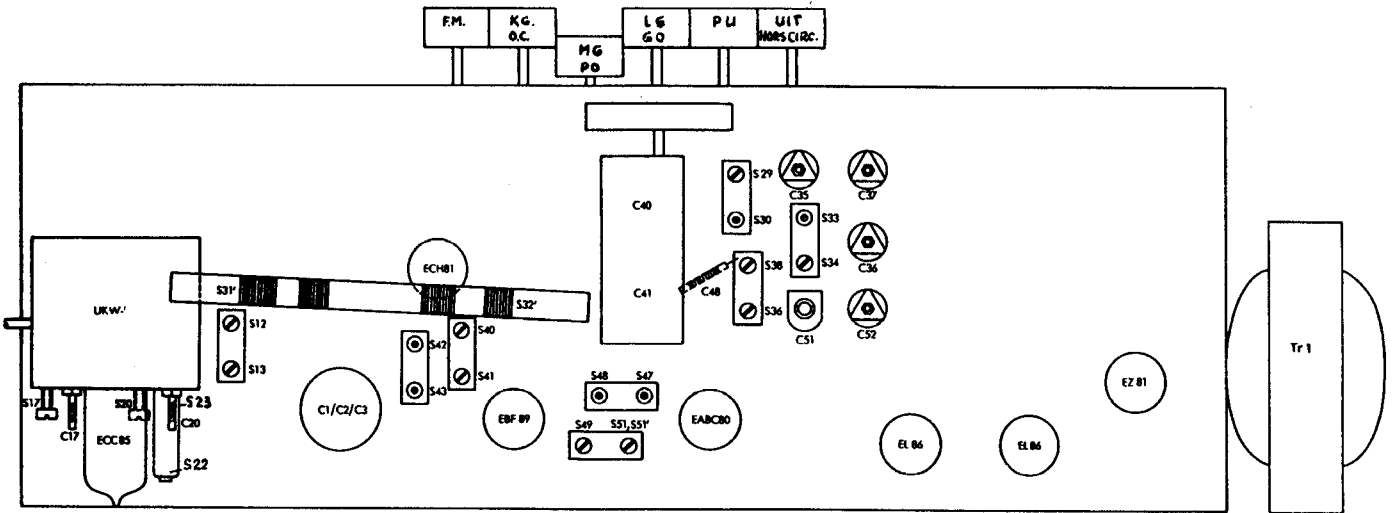 F.M.
KG.
O.C.
MG
PO
LG
GO
PU
UIT
HORS CIRC.
S29
C35
C37
C40
S30
S33
ECH81
C36
S38
S34
UKW
S31'
C41
C48
S32'
S36
S12
S40
C51
C52
S42
Tr 1
S13
S41
S43
S48
S47
EZ 81
S17
S20
S23
C1/C2/C3
EBF 89
EABC80
C17
C20
ECC85
S49
S51,S51'
EL 86
EL 86
S22